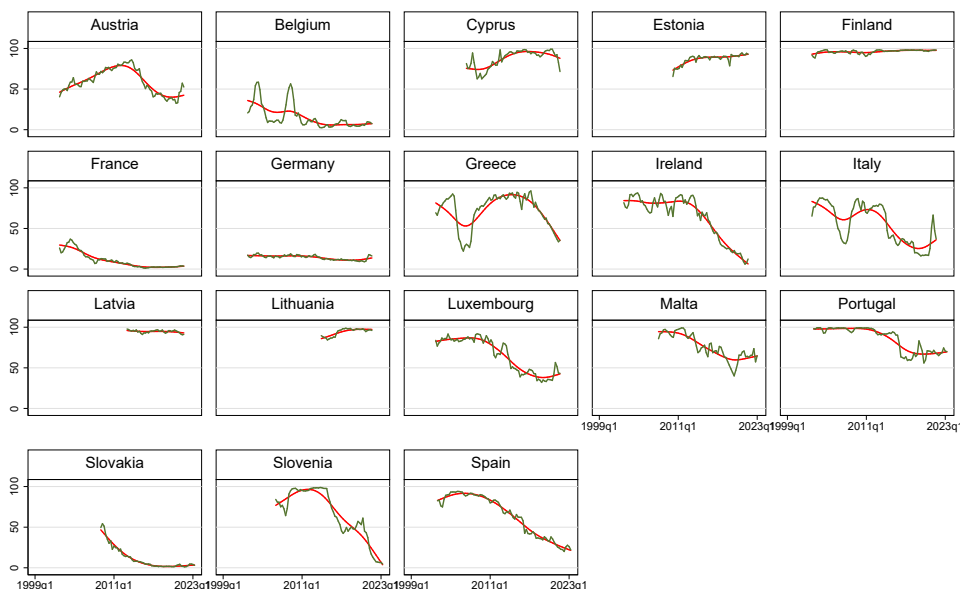 Austria Belgium Cyprus Estonia Finland
100
50
0
France Germany Greece Ireland Italy
100
50
0
Latvia Lithuania Luxembourg Malta Portugal
100
50
0
1999q1 2011q1 2023q1 1999q1 2011q1 2023q1
Slovakia Slovenia Spain
100
50
0
1999q1 2011q1 2023q1 1999q1 2011q1 2023q1 1999q1 2011q1 2023q1